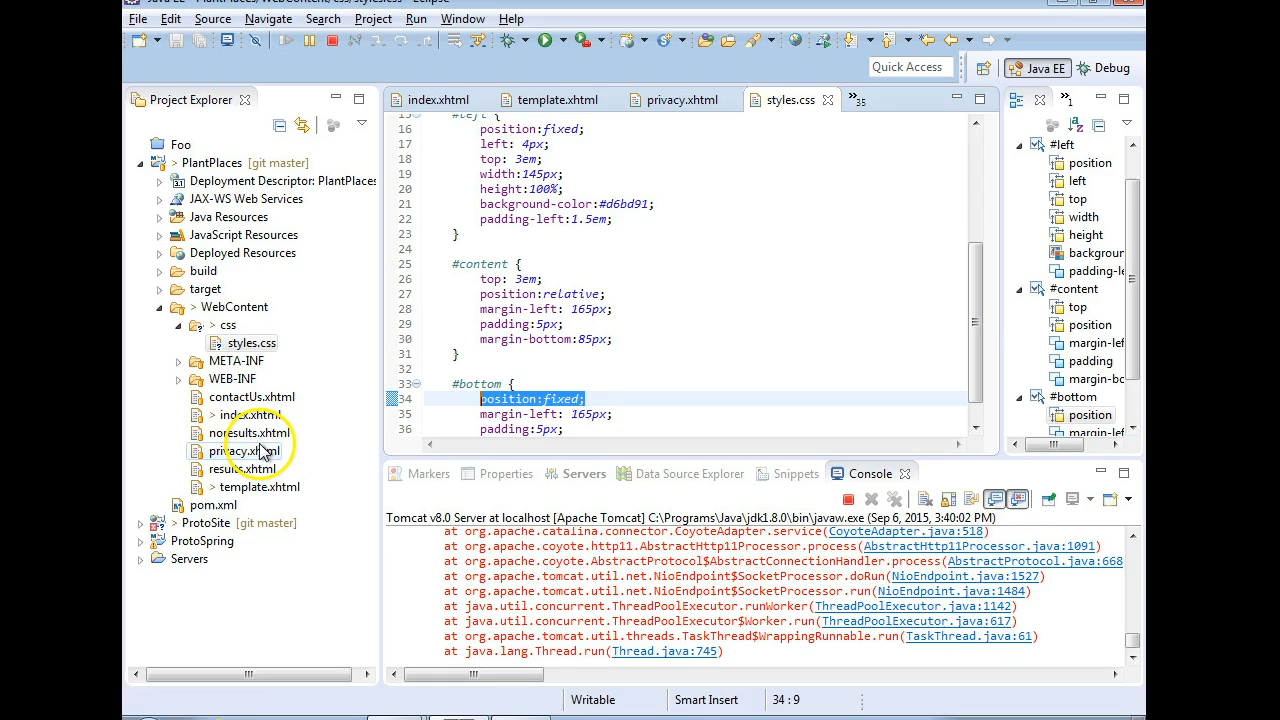 Java EE - PlantPlaces/WebContent/css/styles.css - Eclipse
File Edit Source Navigate Search Project Run Window Help
Quick Access
Java EE
Debug
Project Explorer
index.xhtml
template.xhtml
privacy.xhtml
styles.css
»35
»1
Foo
> PlantPlaces [git master]
Deployment Descriptor: PlantPlaces
JAX-WS Web Services
Java Resources
JavaScript Resources
Deployed Resources
build
target
> WebContent
> css
styles.css
META-INF
WEB-INF
contactUs.xhtml
> index.xhtml
noresults.xhtml
privacy.xhtml
results.xhtml
> template.xhtml
pom.xml
> ProtoSite [git master]
ProtoSpring
Servers
15 #left {
16 position:fixed;
17 left: 4px;
18 top: 3em;
19 width:145px;
20 height:100%;
21 background-color:#d6bd91;
22 padding-left:1.5em;
23 }
24
25 #content {
26 top: 3em;
27 position:relative;
28 margin-left: 165px;
29 padding:5px;
30 margin-bottom:85px;
31 }
32
33 #bottom {
34 position:fixed;
35 margin-left: 165px;
36 padding:5px;
#left
position
left
top
width
height
backgroun
padding-l
#content
top
position
margin-lef
padding
margin-bo
#bottom
position
margin-lef
Markers
Properties
Servers
Data Source Explorer
Snippets
Console
Tomcat v8.0 Server at localhost [Apache Tomcat] C:\Programs\Java\jdk1.8.0\bin\javaw.exe (Sep 6, 2015, 3:40:02 PM)
at org.apache.catalina.connector.CoyoteAdapter.service(CoyoteAdapter.java:518)
at org.apache.coyote.http11.AbstractHttp11Processor.process(AbstractHttp11Processor.java:1091)
at org.apache.coyote.AbstractProtocol$AbstractConnectionHandler.process(AbstractProtocol.java:668
at org.apache.tomcat.util.net.NioEndpoint$SocketProcessor.doRun(NioEndpoint.java:1527)
at org.apache.tomcat.util.net.NioEndpoint$SocketProcessor.run(NioEndpoint.java:1484)
at java.util.concurrent.ThreadPoolExecutor.runWorker(ThreadPoolExecutor.java:1142)
at java.util.concurrent.ThreadPoolExecutor$Worker.run(ThreadPoolExecutor.java:617)
at org.apache.tomcat.util.threads.TaskThread$WrappingRunnable.run(TaskThread.java:61)
at java.lang.Thread.run(Thread.java:745)
Writable
Smart Insert
34 : 9